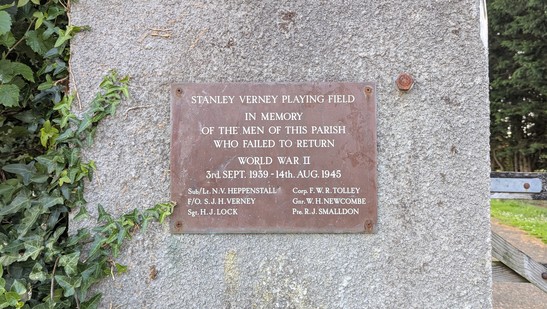 STANLEY VERNEY PLAYING FIELD
IN MEMORY
OF THE MEN OF THIS PARISH
WHO FAILED TO RETURN
WORLD WAR II
3rd. SEPT. 1939 - 14th. AUG. 1945
Sub/Lt. N.V. HEPPENSTALL Corp. F.W.R. TOLLEY
F/O. S.J.H. VERNEY Gnr. W.H. NEWCOMBE
Sgt. H.J. LOCK Pte. R.J. SMALLDON